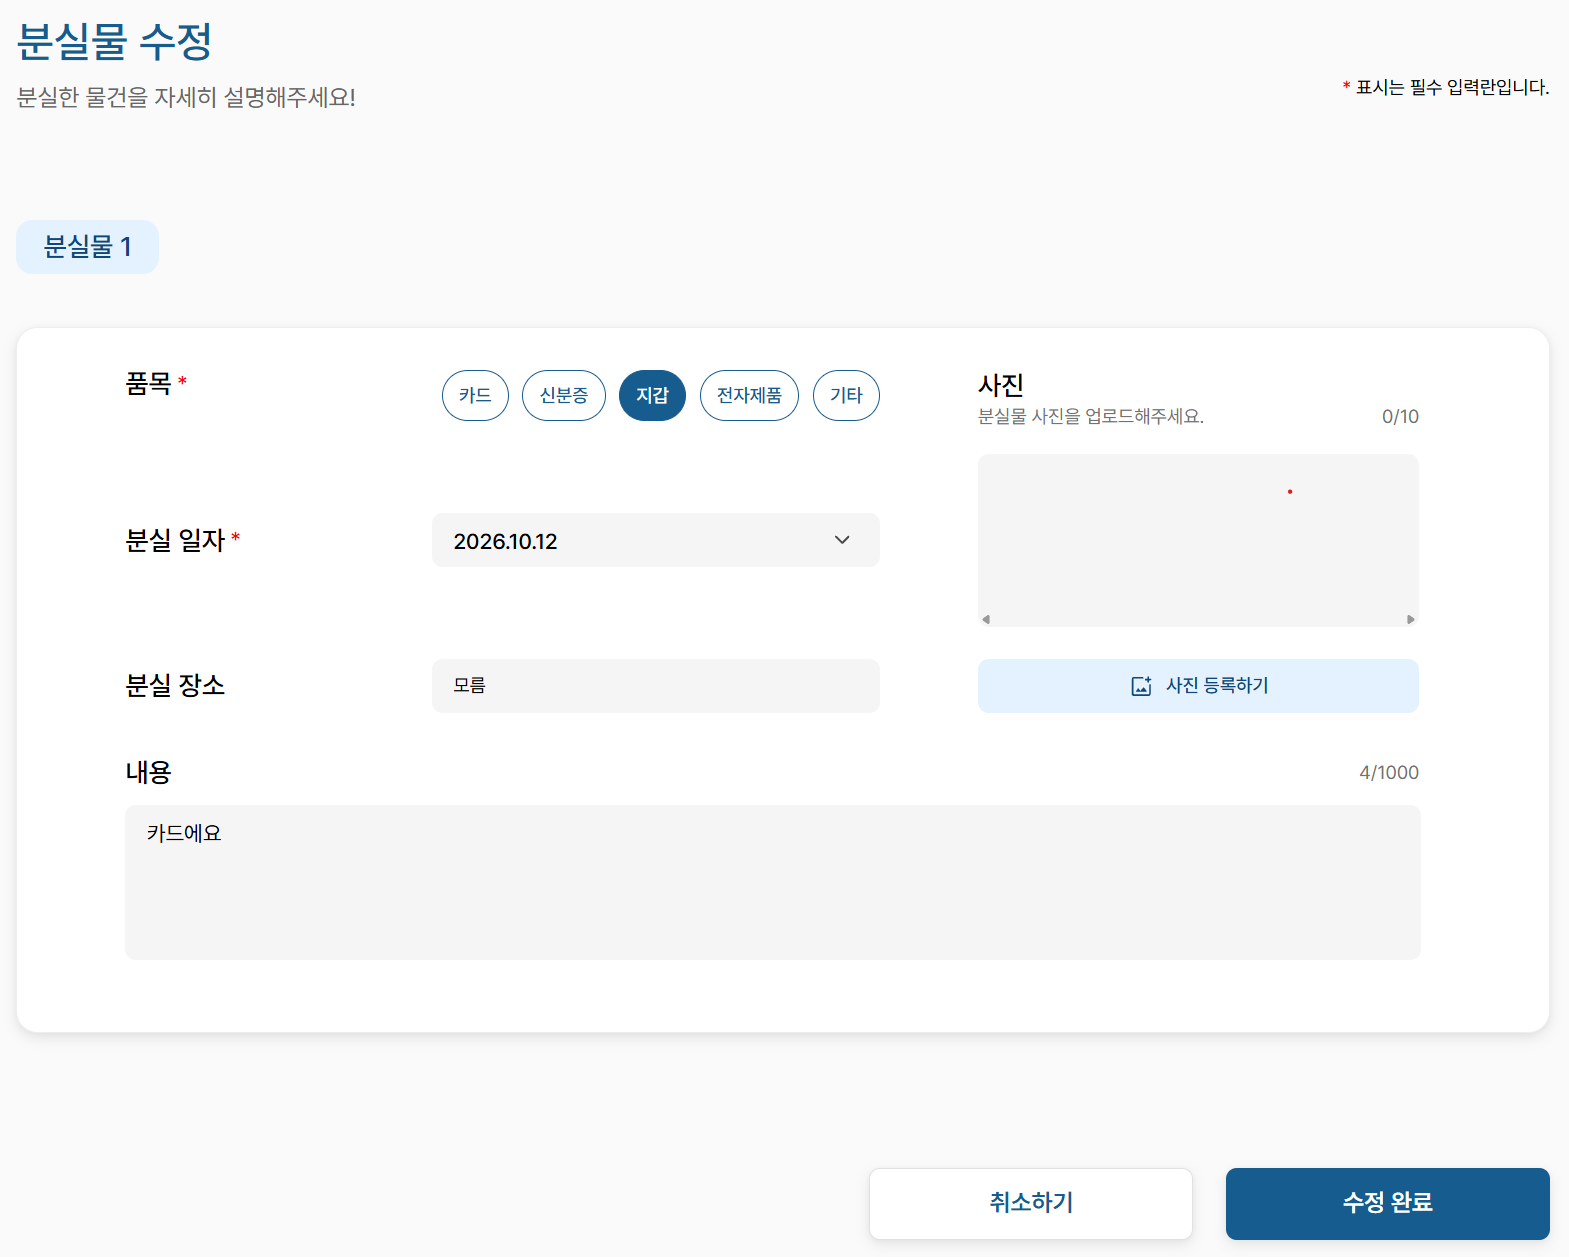 분실물 수정
분실한 물건을 자세히 설명해주세요!
* 표시는 필수 입력란입니다.
분실물 1
품목 *
카드 신분증 지갑 전자제품 기타
사진
분실물 사진을 업로드해주세요. 0/10
분실 일자 * 2026.10.12
분실 장소 모름
사진 등록하기
내용 4/1000
카드에요
취소하기 수정 완료